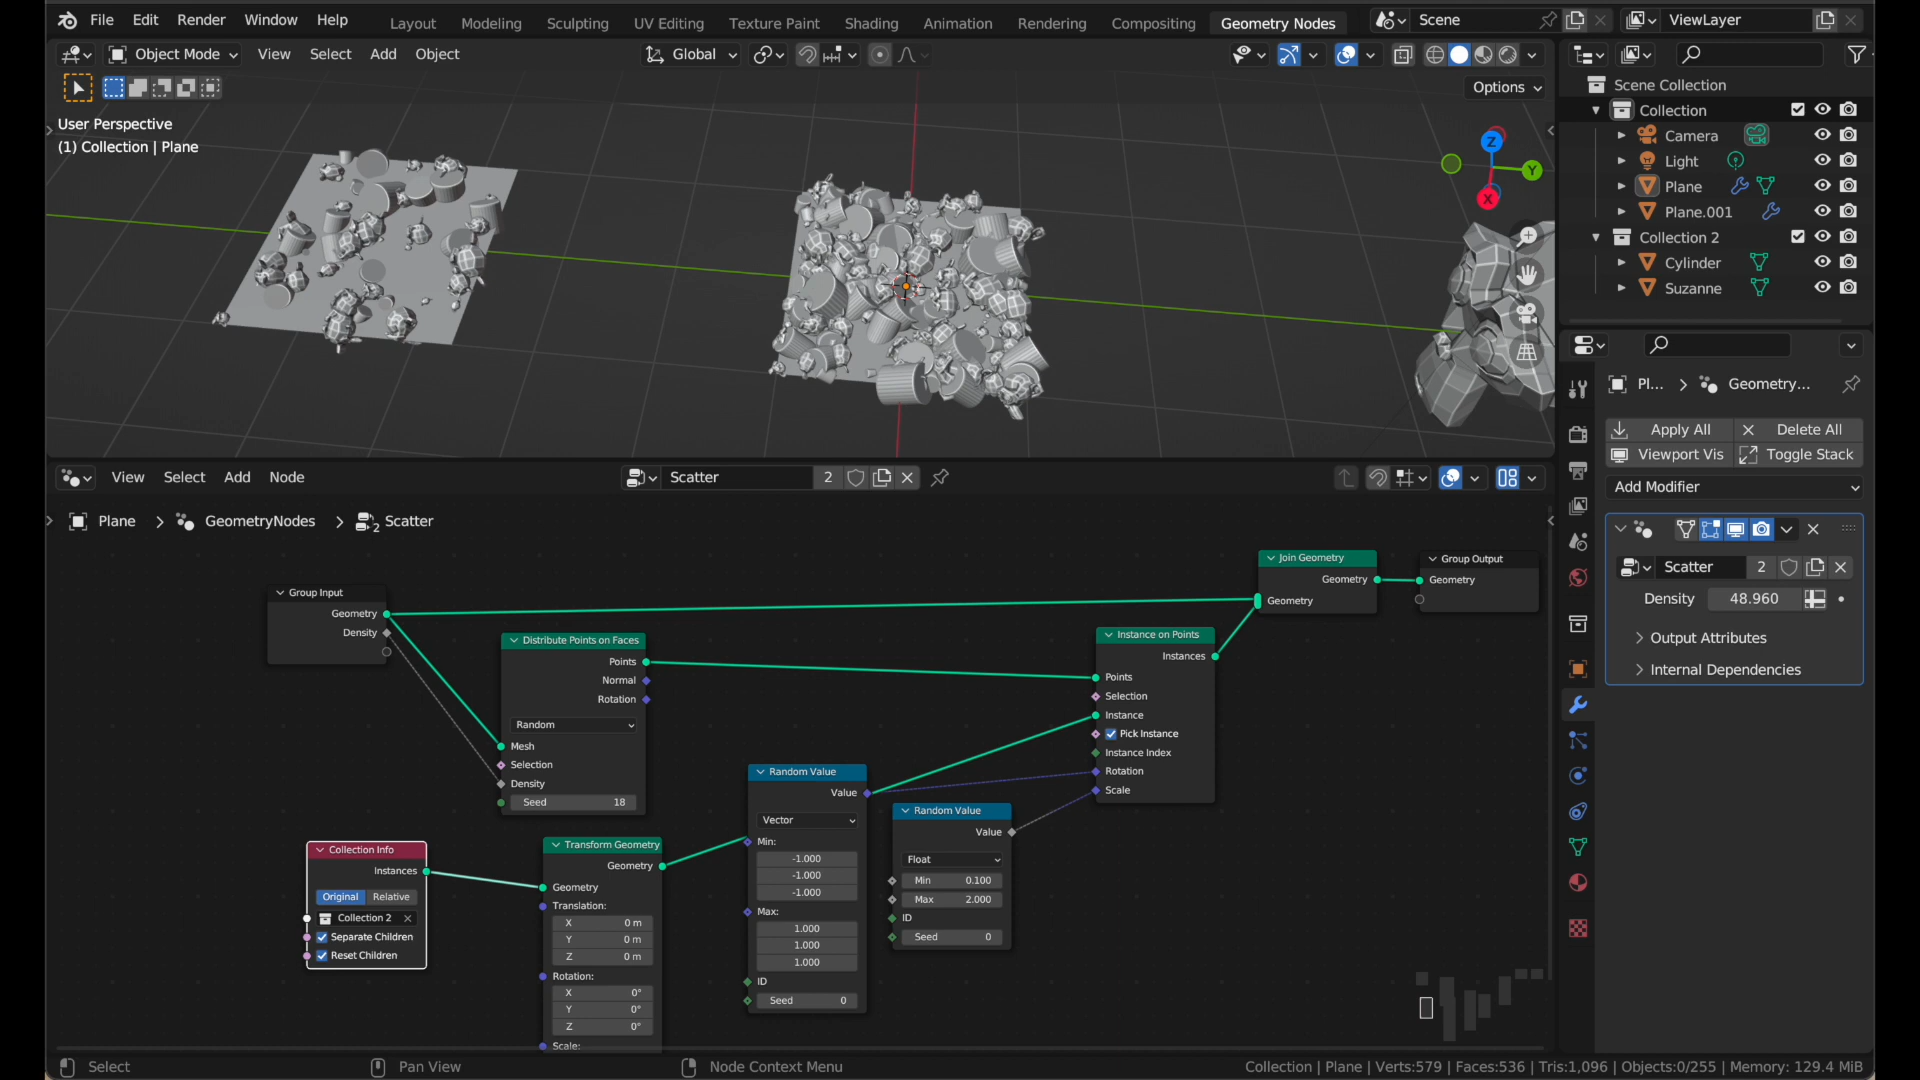 File Edit Render Window Help
Layout Modeling Sculpting UV Editing Texture Paint Shading Animation Rendering Compositing Geometry Nodes
Scene
ViewLayer
Object Mode View Select Add Object
Global
Options
User Perspective
(1) Collection | Plane
Z
Y
X
Scene Collection
Collection
Camera
Light
Plane
Plane.001
Collection 2
Cylinder
Suzanne
Pl... > Geometry...
Apply All Delete All
Viewport Vis Toggle Stack
Add Modifier
Scatter 2
Density 48.960
Output Attributes
Internal Dependencies
View Select Add Node
Scatter 2
Plane > GeometryNodes > 2 Scatter
Group Input
Geometry
Density
Distribute Points on Faces
Points
Normal
Rotation
Random
Mesh
Selection
Density
Seed 18
Collection Info
Instances
Original Relative
Collection 2
Separate Children
Reset Children
Transform Geometry
Geometry
Geometry
Translation:
X 0 m
Y 0 m
Z 0 m
Rotation:
X 0°
Y 0°
Z 0°
Scale:
Random Value
Value
Vector
Min:
-1.000
-1.000
-1.000
Max:
1.000
1.000
1.000
ID
Seed 0
Random Value
Value
Float
Min 0.100
Max 2.000
ID
Seed 0
Instance on Points
Instances
Points
Selection
Instance
Pick Instance
Instance Index
Rotation
Scale
Join Geometry
Geometry
Geometry
Group Output
Geometry
Select
Pan View
Node Context Menu
Collection | Plane | Verts:579 | Faces:536 | Tris:1,096 | Objects:0/255 | Memory: 129.4 MiB